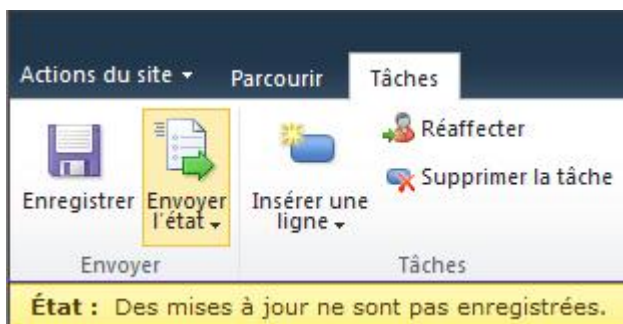 Actions du site Parcourir Tâches
Enregistrer
Envoyer
l'état
Insérer une
ligne
Réaffecter
Supprimer la tâche
Envoyer
Tâches
État : Des mises à jour ne sont pas enregistrées.